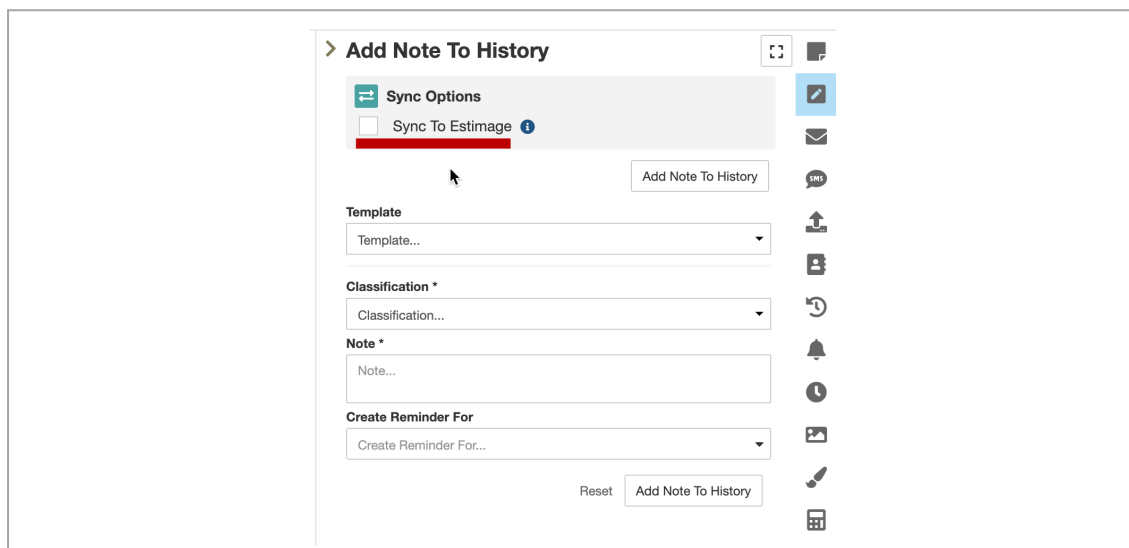 Add Note To History
Sync Options
Sync To Estimage
Add Note To History
SMS
Template
Template...
Classification *
Classification...
Note *
Note...
Create Reminder For
Create Reminder For...
Reset Add Note To History